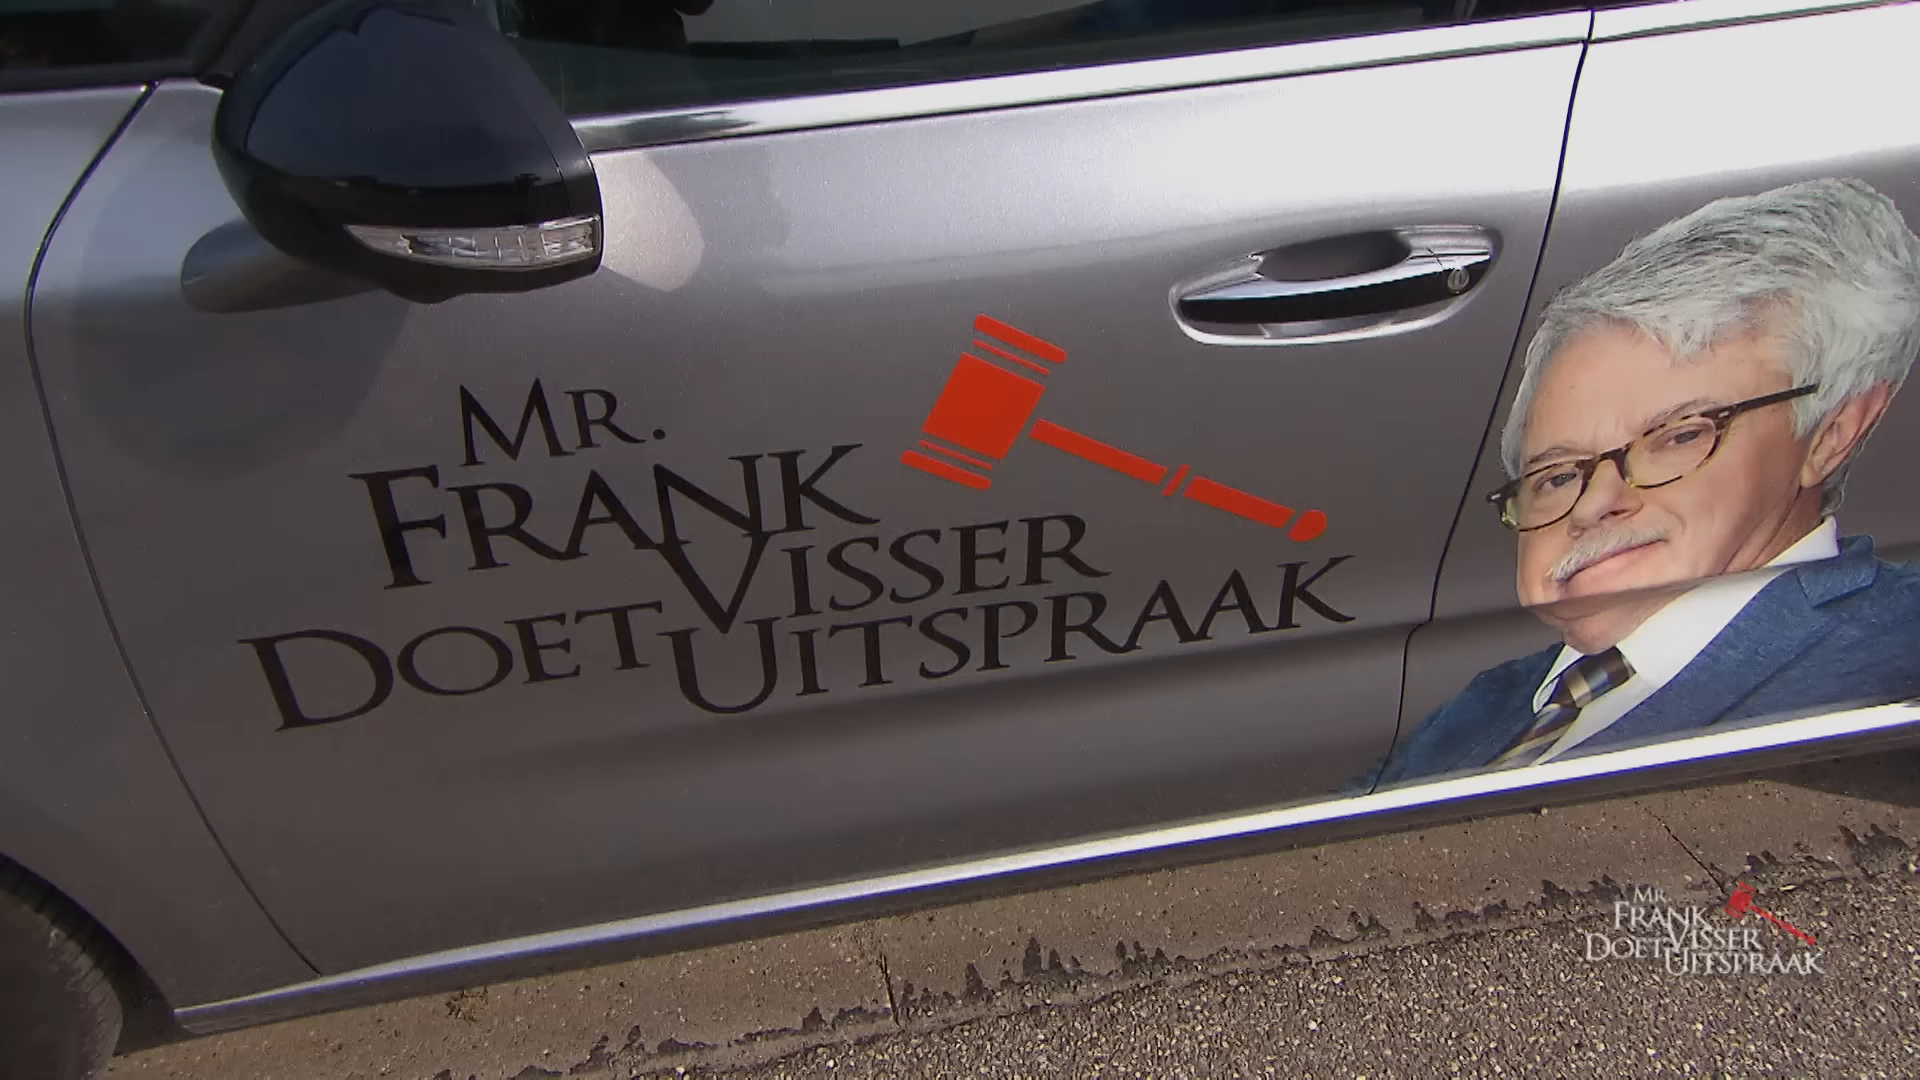 MR.
FRANK
VISSER
DOET UITSPRAAK
MR.
FRANK
VISSER
DOET UITSPRAAK